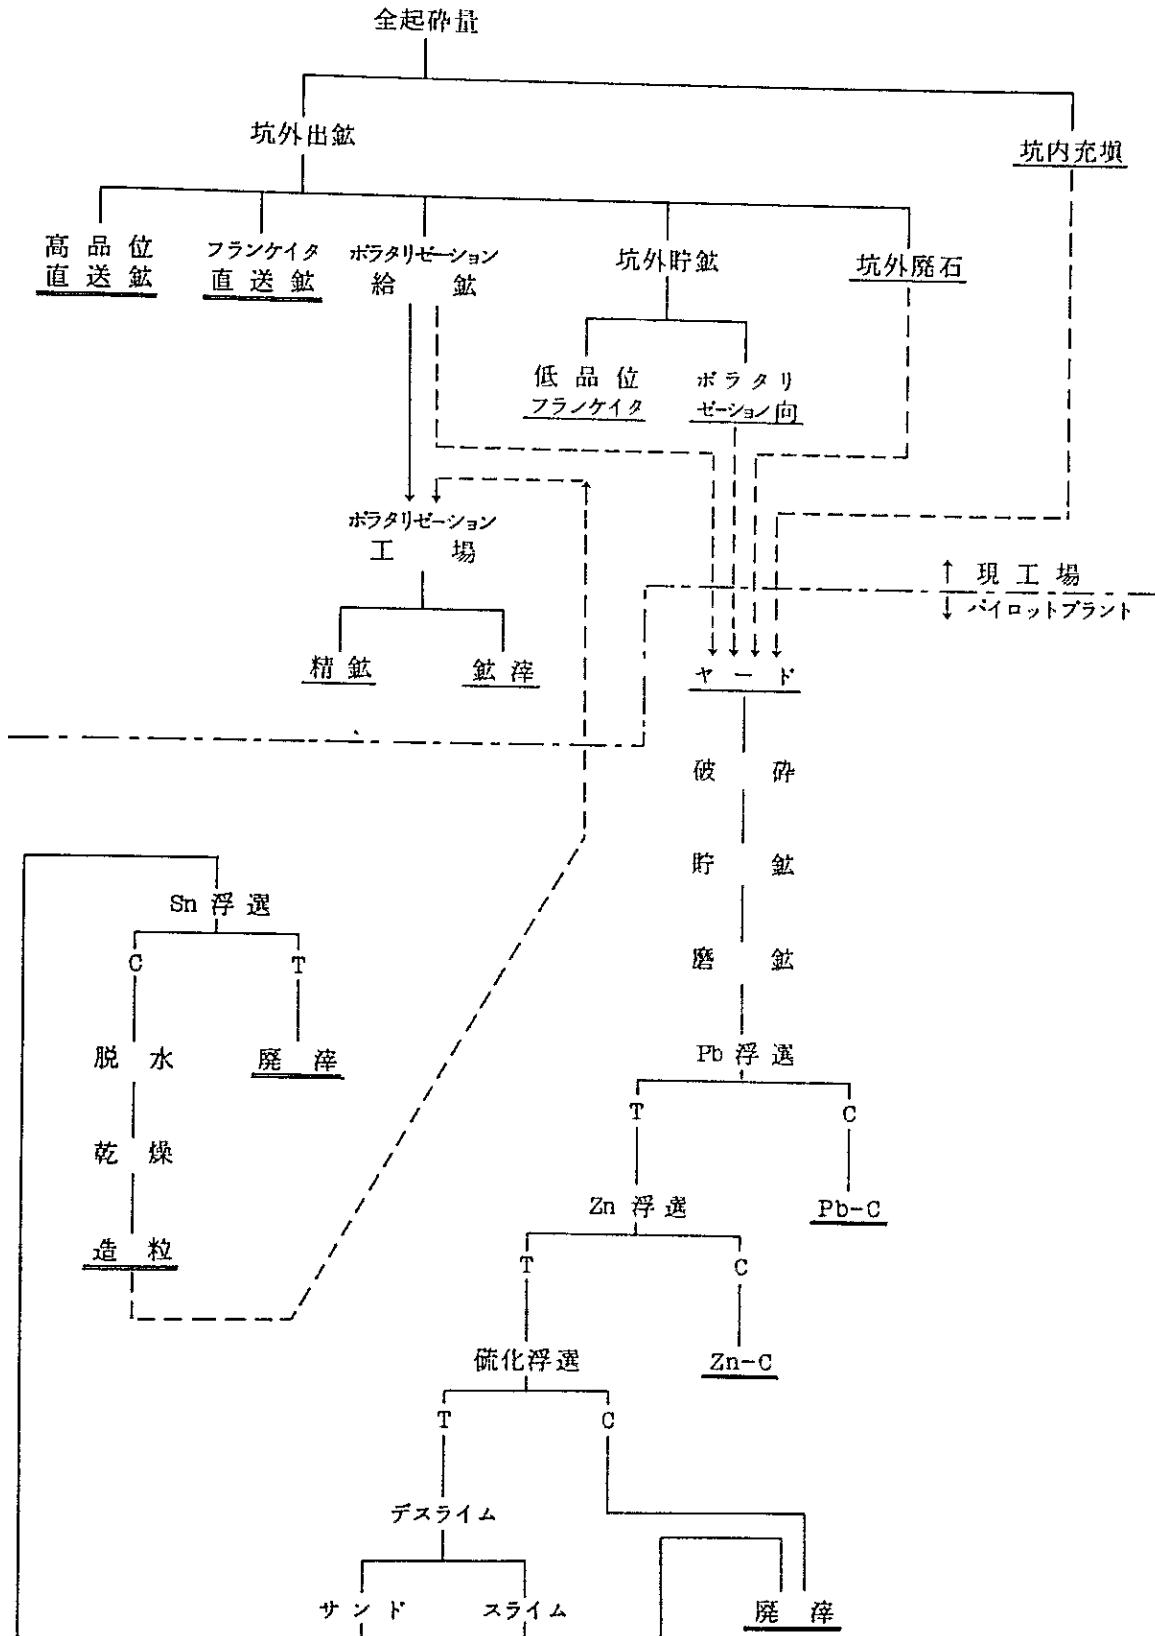 全起砕量
坑外出鉱
坑内充塡
高品位
直送鉱
フランケイタ
直送鉱
ボラタリゼーション
給鉱
坑外貯鉱
坑外廃石
低品位
フランケイタ
ボラタリ
ゼーション向
ボラタリゼーション
工場
↑ 現工場
↓ パイロットプラント
精鉱
鉱滓
ヤード
破砕
貯鉱
Sn 浮選
磨鉱
C
T
脱水
廃滓
Pb 浮選
T
C
乾燥
Zn 浮選
Pb-C
造粒
T
C
硫化浮選
Zn-C
T
C
デスライム
サンド
スライム
廃滓